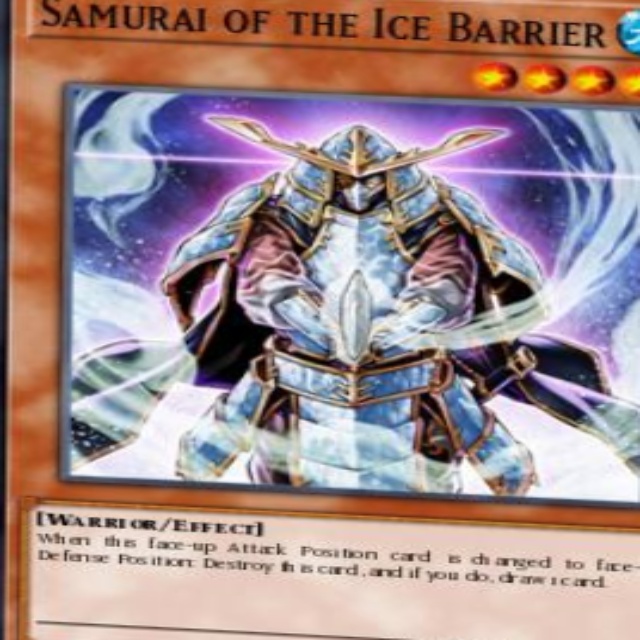 SAMURAI OF THE ICE BARRIER
[WARRIOR/EFFECT]
When this face-up Attack Position card is changed to face-
Defense Position: Destroy this card, and if you do, draw 1 card.